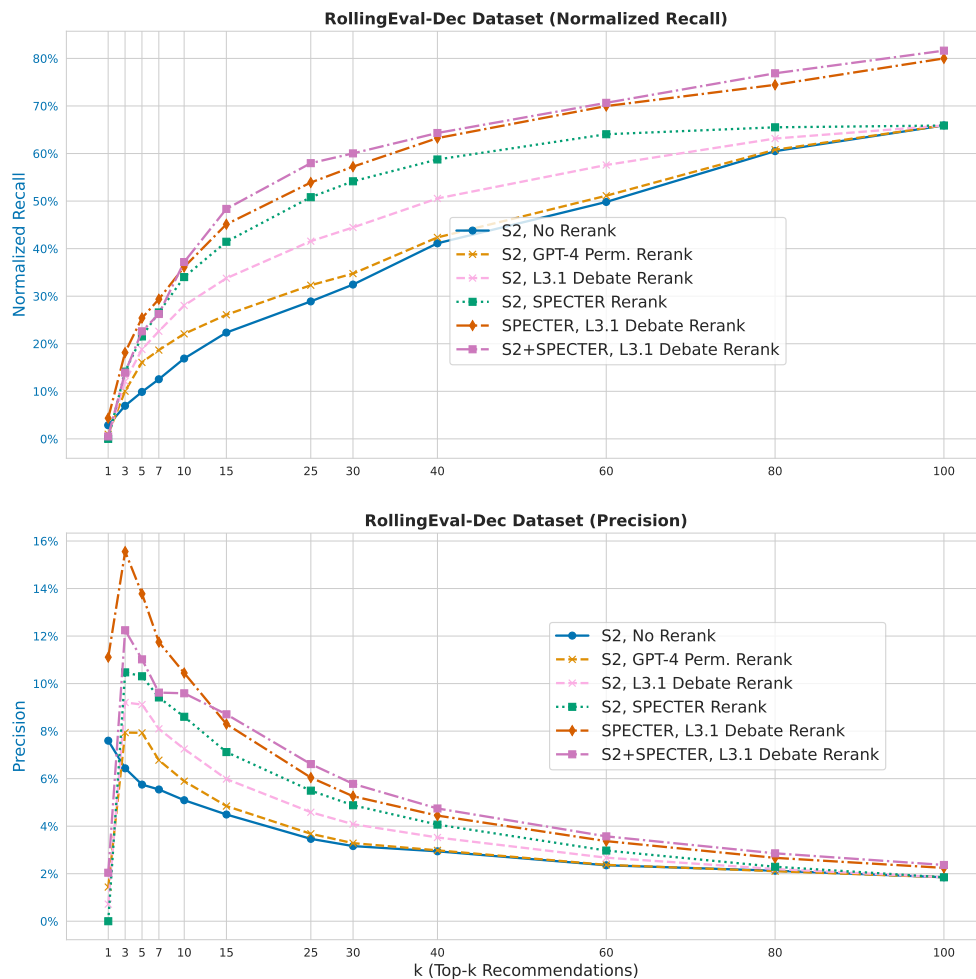 RollingEval-Dec Dataset (Normalized Recall)
80%
70%
60%
50%
40%
30%
20%
10%
0%
Normalized Recall
S2, No Rerank
S2, GPT-4 Perm. Rerank
S2, L3.1 Debate Rerank
S2, SPECTER Rerank
SPECTER, L3.1 Debate Rerank
S2+SPECTER, L3.1 Debate Rerank
1 3 5 7 10 15 25 30 40 60 80 100
RollingEval-Dec Dataset (Precision)
16%
14%
12%
10%
8%
6%
4%
2%
0%
Precision
S2, No Rerank
S2, GPT-4 Perm. Rerank
S2, L3.1 Debate Rerank
S2, SPECTER Rerank
SPECTER, L3.1 Debate Rerank
S2+SPECTER, L3.1 Debate Rerank
1 3 5 7 10 15 25 30 40 60 80 100
k (Top-k Recommendations)